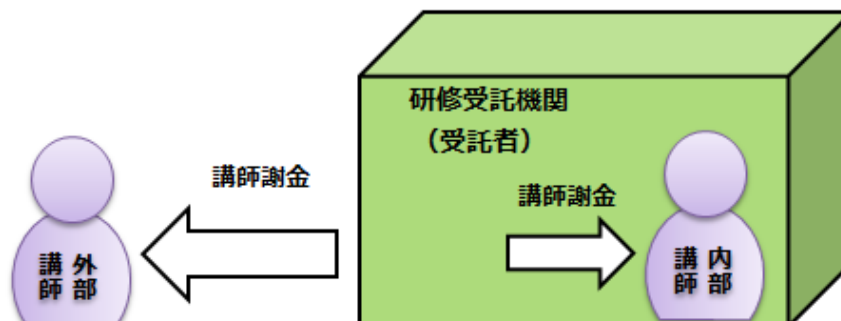 研修受託機関
（受託者）
講師謝金
講師謝金
外部
講師
内部
講師